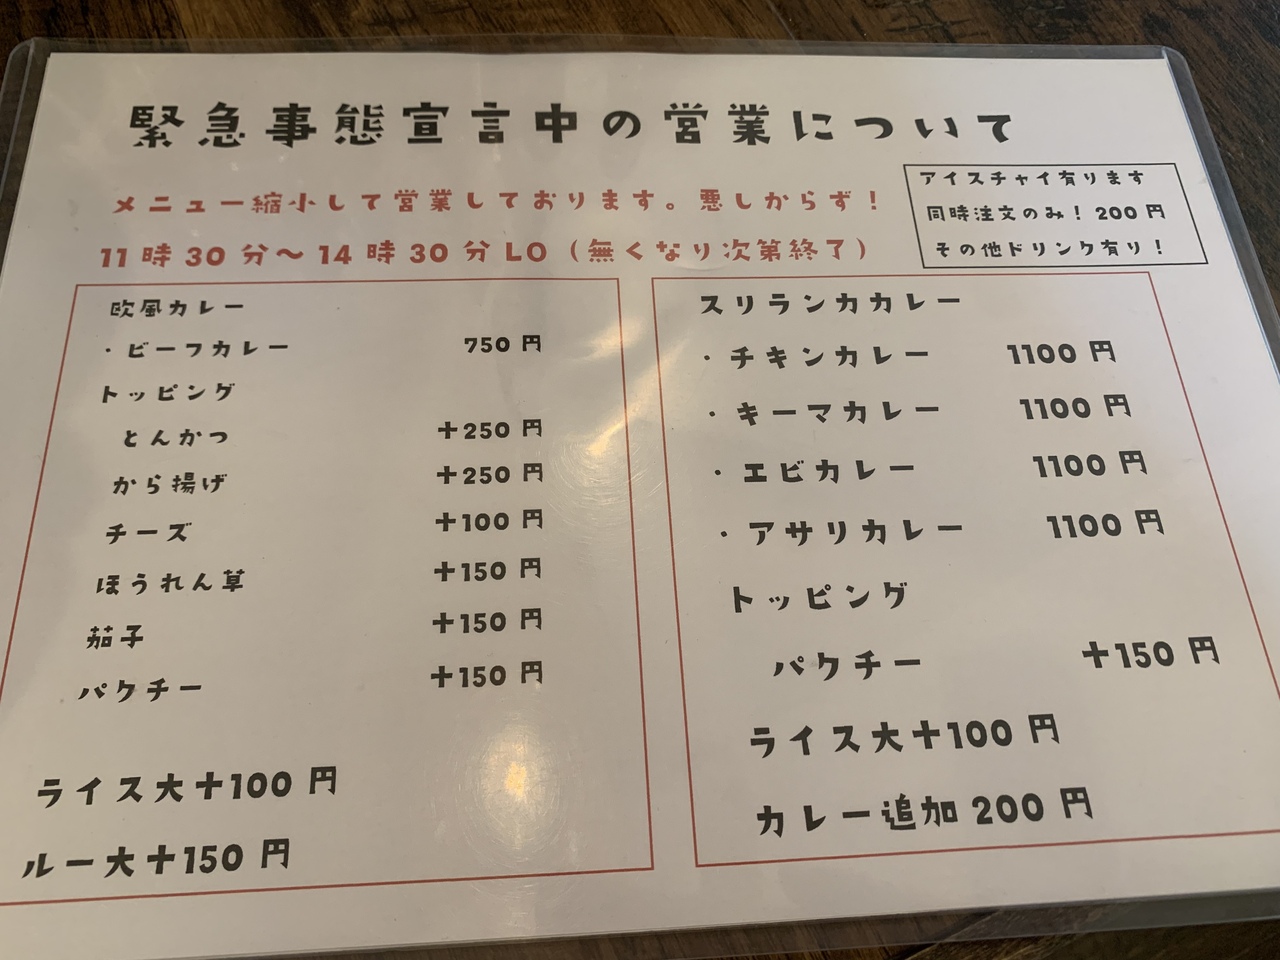 緊急事態宣言中の営業について
メニュー縮小して営業しております。悪しからず!
11時30分〜14時30分LO(無くなり次第終了)
アイスチャイ有ります
同時注文のみ!200円
その他ドリンク有り!
欧風カレー
・ビーフカレー 750円
トッピング
とんかつ +250円
から揚げ +250円
チーズ +100円
ほうれん草 +150円
茄子 +150円
パクチー +150円
ライス大+100円
ルー大+150円
スリランカカレー
・チキンカレー 1100円
・キーマカレー 1100円
・エビカレー 1100円
・アサリカレー 1100円
トッピング
パクチー +150円
ライス大+100円
カレー追加200円